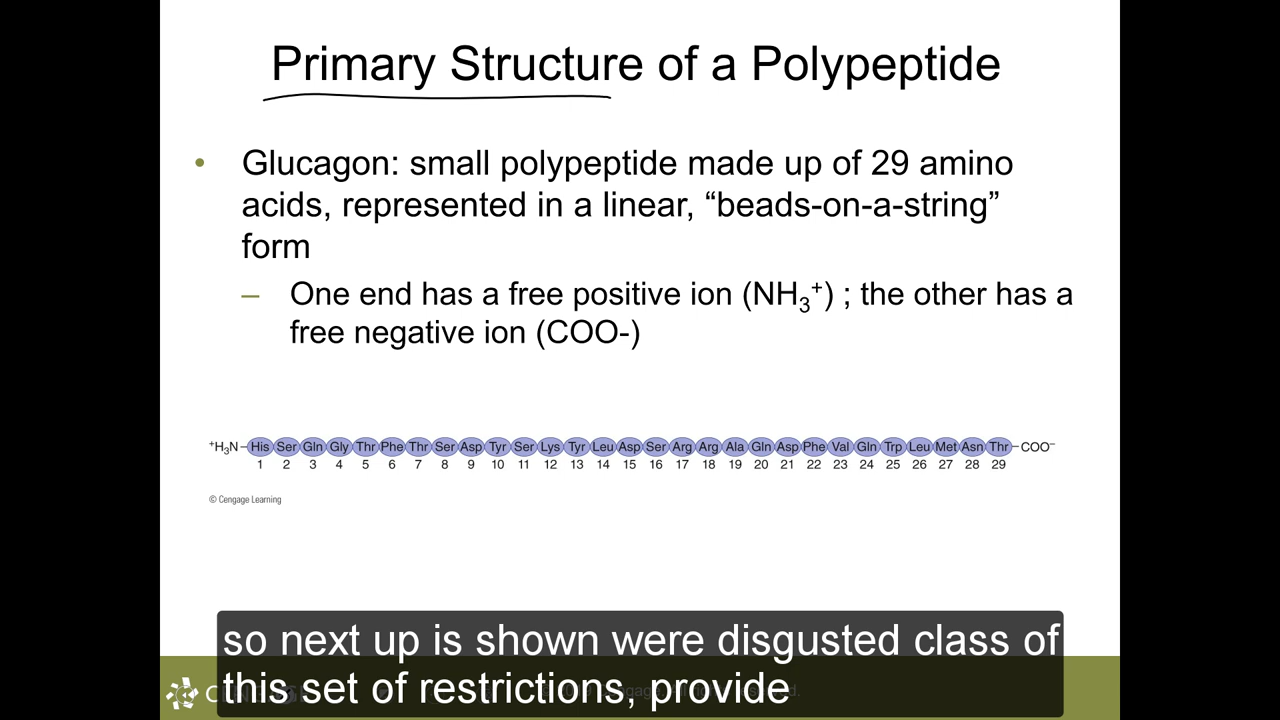 Primary Structure of a Polypeptide
• Glucagon: small polypeptide made up of 29 amino
acids, represented in a linear, “beads-on-a-string”
form
– One end has a free positive ion (NH₃⁺) ; the other has a
free negative ion (COO-)
⁺H₃N His Ser Gln Gly Thr Phe Thr Ser Asp Tyr Ser Lys Tyr Leu Asp Ser Arg Arg Ala Gln Asp Phe Val Gln Trp Leu Met Asn Thr COO⁻
1 2 3 4 5 6 7 8 9 10 11 12 13 14 15 16 17 18 19 20 21 22 23 24 25 26 27 28 29
© Cengage Learning
so next up is shown were disgusted class of
this set of restrictions, provide